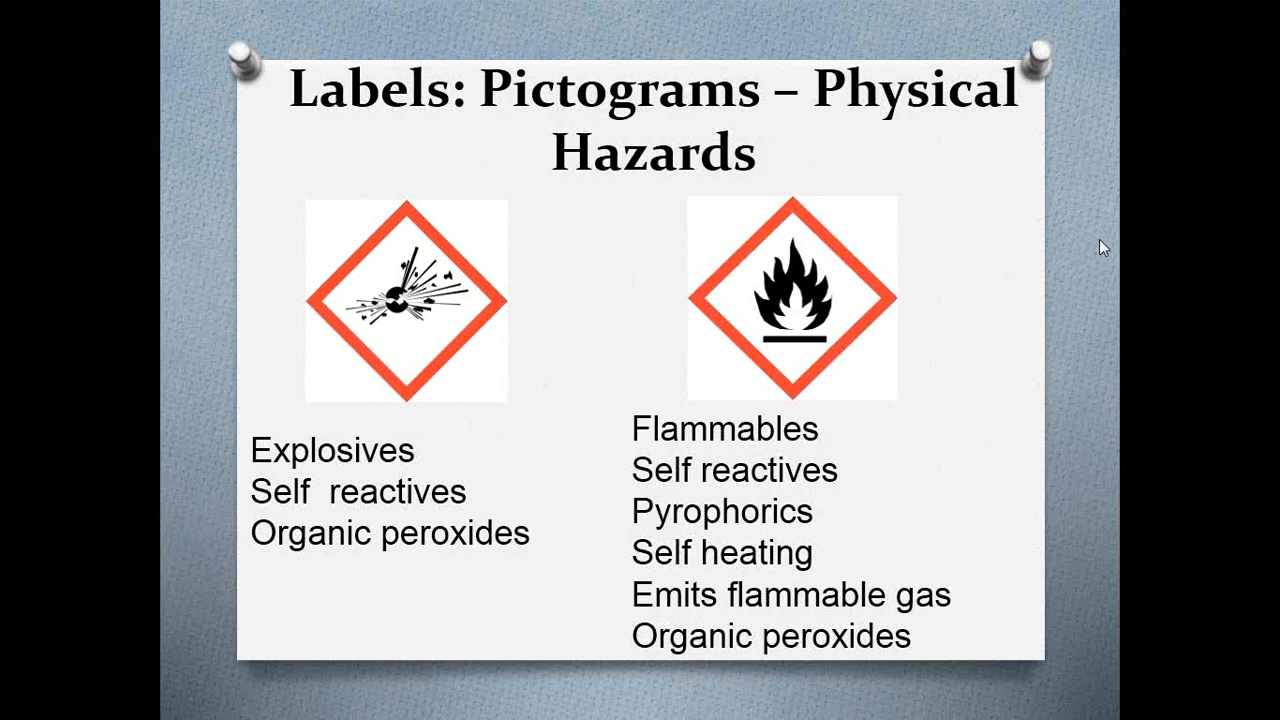 Labels: Pictograms – Physical
Hazards
Explosives
Self  reactives
Organic peroxides
Flammables
Self reactives
Pyrophorics
Self heating
Emits flammable gas
Organic peroxides